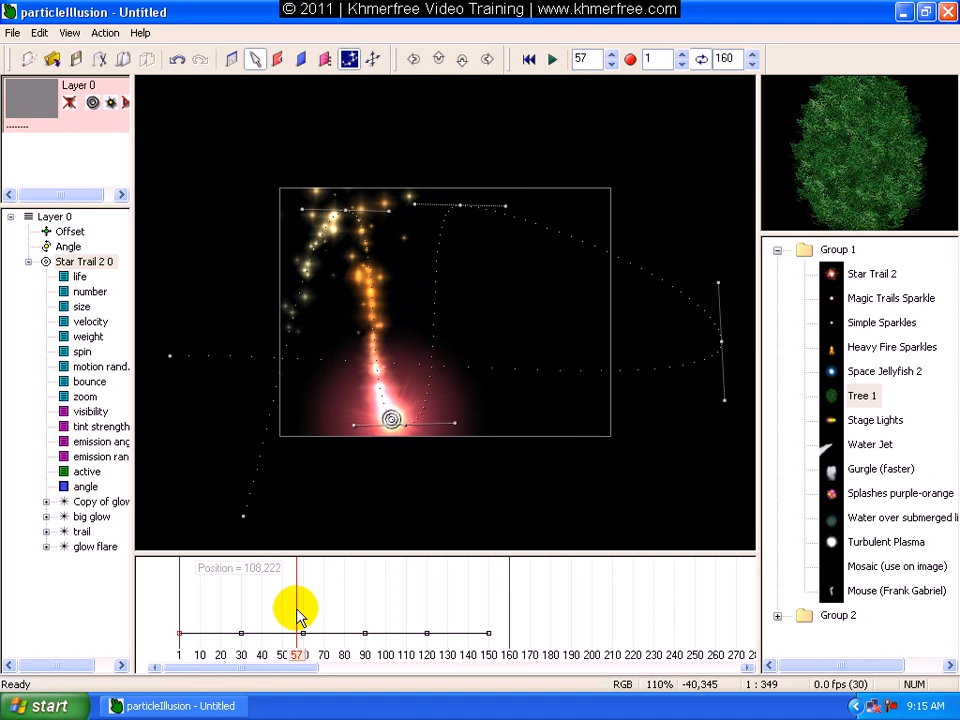 © 2011 | Khmerfree Video Training | www.khmerfree.com
particleIllusion - Untitled
File Edit View Action Help
57 1 160
Layer 0
Layer 0
Offset
Angle
Star Trail 2 0
life
number
size
velocity
weight
spin
motion rand.
bounce
zoom
visibility
tint strength
emission ang
emission ran
active
angle
Copy of glow
big glow
trail
glow flare
Position = 108,222
1 10 20 30 40 50 57 70 80 90 100 110 120 130 140 150 160 170 180 190 200 210 220 230 240 250 260 270 2
Group 1
Star Trail 2
Magic Trails Sparkle
Simple Sparkles
Heavy Fire Sparkles
Space Jellyfish 2
Tree 1
Stage Lights
Water Jet
Gurgle (faster)
Splashes purple-orange
Water over submerged li
Turbulent Plasma
Mosaic (use on image)
Mouse (Frank Gabriel)
Group 2
Ready RGB 110% -40,345 1 : 349 0.0 fps (30) NUM
start particleIllusion - Untitled 9:15 AM